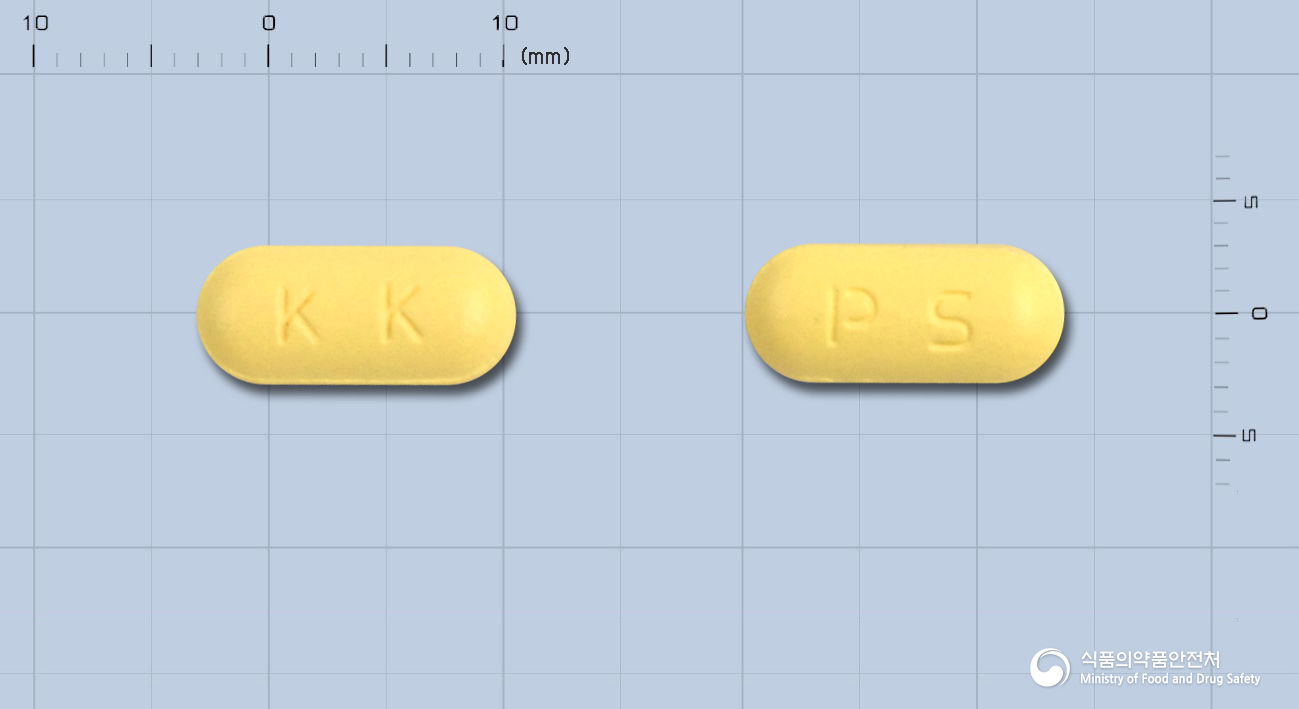 10 0 10
(mm)
5
0
5
K K
P S
식품의약품안전처
Ministry of Food and Drug Safety